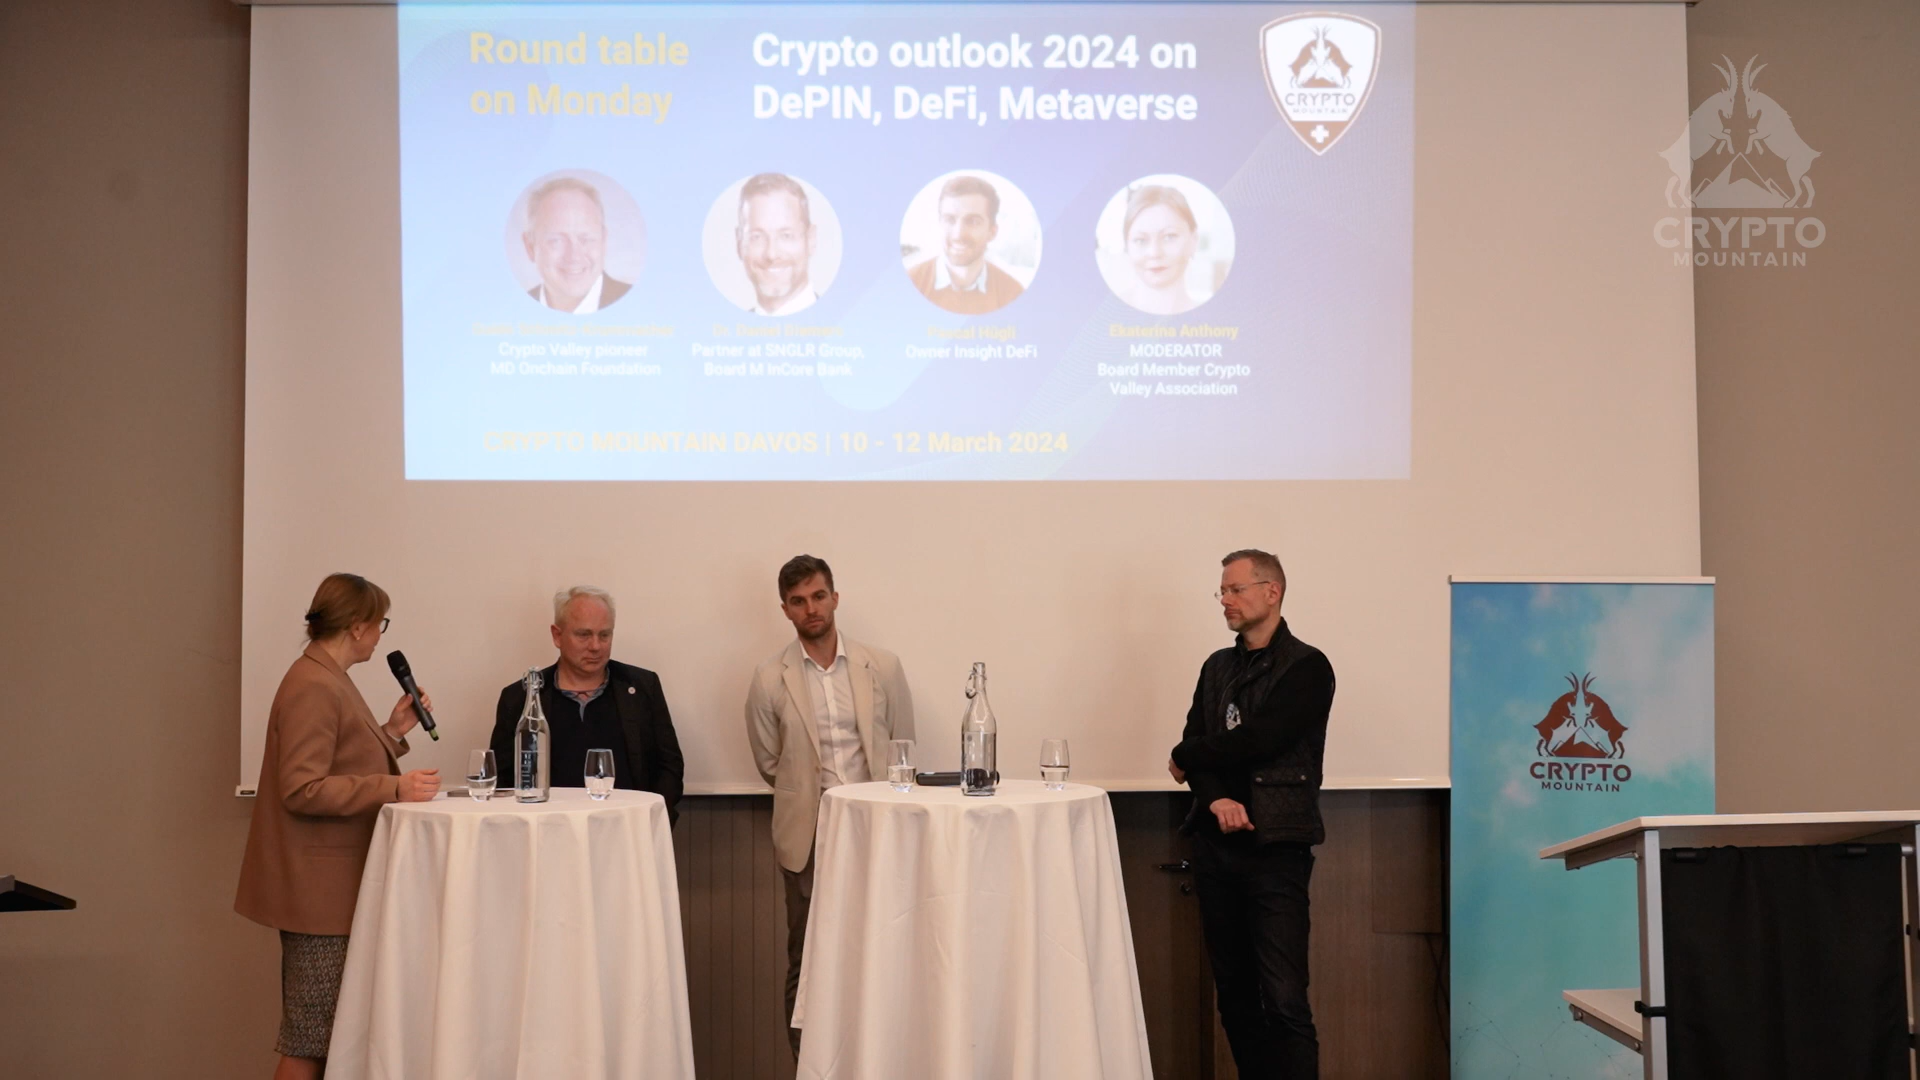 Round table
on Monday
Crypto outlook 2024 on
DePIN, DeFi, Metaverse
CRYPTO
MOUNTAIN
Crypto Valley pioneer
MD Onchain Foundation
Dr. Daniel
Partner at SNGLR Group,
Board M InCore Bank
Pascal Hügli
Owner Insight DeFi
Ekaterina Anthony
MODERATOR
Board Member Crypto
Valley Association
CRYPTO MOUNTAIN DAVOS | 10 - 12 March 2024
CRYPTO
MOUNTAIN
CRYPTO
MOUNTAIN